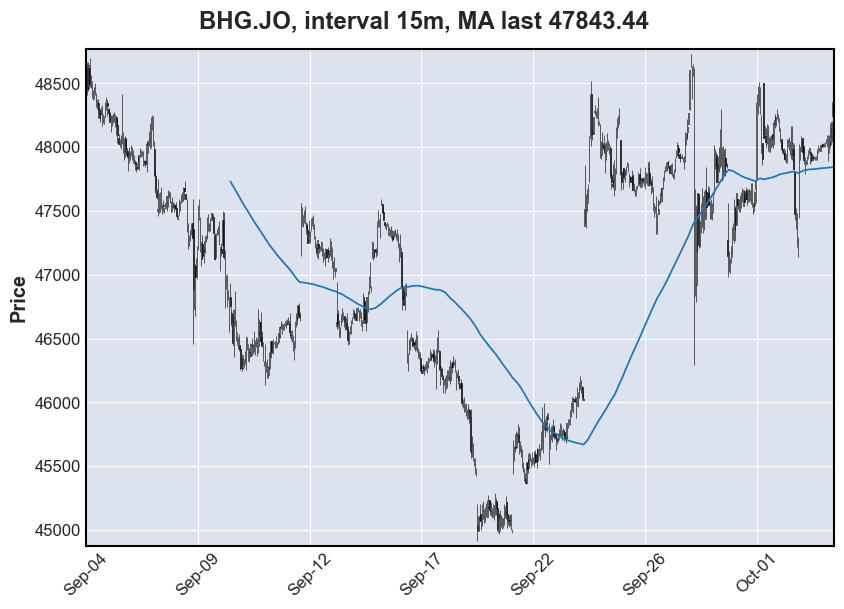 BHG.JO, interval 15m, MA last 47843.44
48500
48000
47500
47000
46500
46000
45500
45000
Price
Sep-04
Sep-09
Sep-12
Sep-17
Sep-22
Sep-26
Oct-01